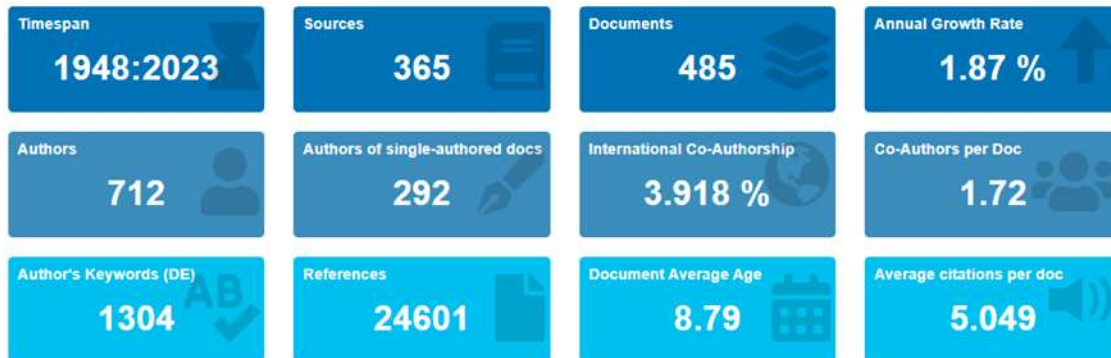 Timespan
1948:2023
Sources
365
Documents
485
Annual Growth Rate
1.87 %
Authors
712
Authors of single-authored docs
292
International Co-Authorship
3.918 %
Co-Authors per Doc
1.72
Author's Keywords (DE)
AB
1304
References
24601
Document Average Age
8.79
Average citations per doc
5.049